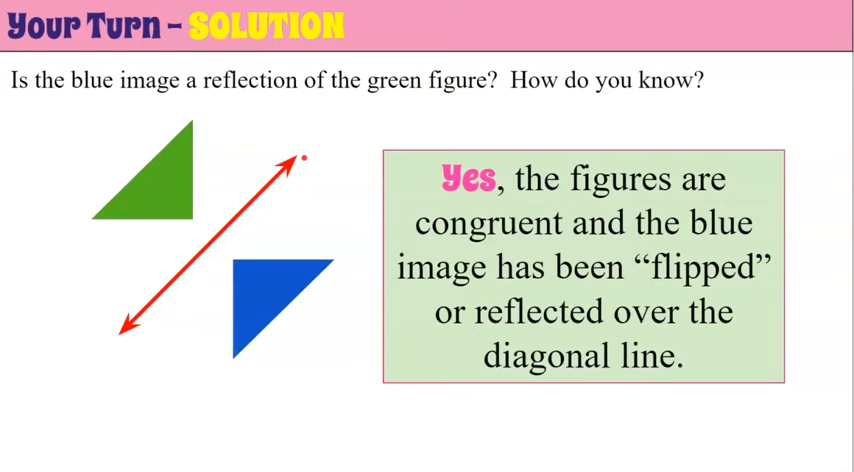 Your Turn – SOLUTION
Is the blue image a reflection of the green figure?  How do you know?
Yes, the figures are
congruent and the blue
image has been “flipped”
or reflected over the
diagonal line.